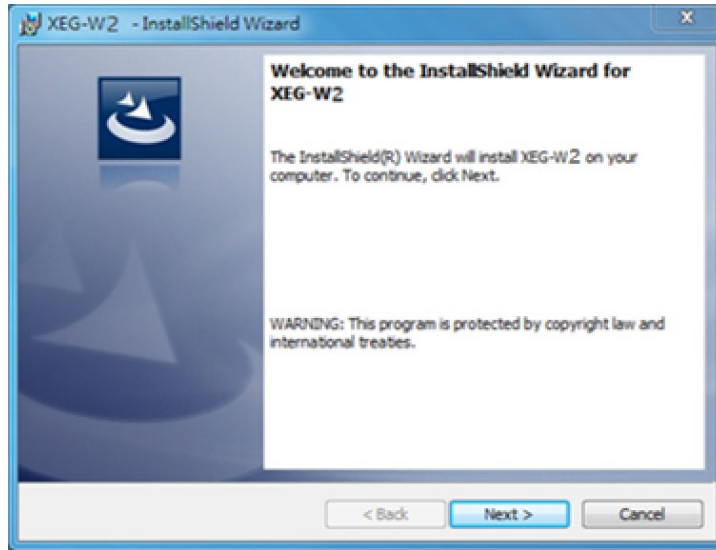 XEG-W2 - InstallShield Wizard
Welcome to the InstallShield Wizard for
XEG-W2
The InstallShield(R) Wizard will install XEG-W2 on your
computer. To continue, click Next.
WARNING: This program is protected by copyright law and
international treaties.
< Back Next > Cancel